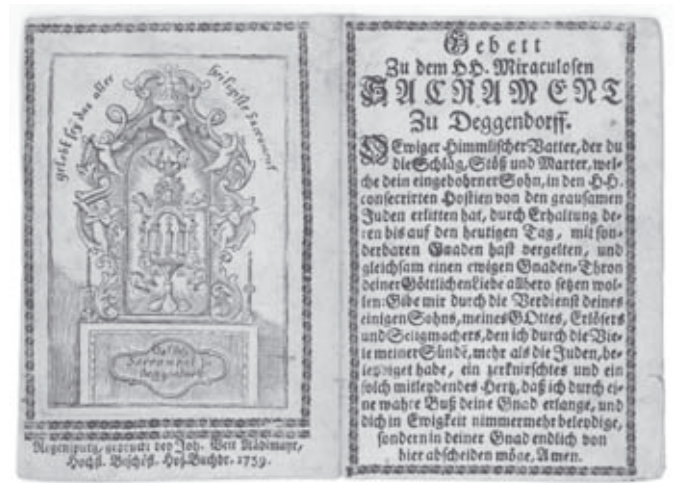 gelobt sey das aller
heiligiste Sacrament
Das H.
Sacrament
Deggendorf
Regenspurg, gedruckt bey Joh. Veit Rädlmayr,
Hochfl. Bischöfl. Hof-Buchdr. 1759.
Gebett
Zu dem HH. Miraculosen
SACRAMENT
Zu Deggendorff.
O Ewiger Himmlischer Vatter, der du
die Schläg, Stöß und Marter, wel-
che dein eingebohrner Sohn, in den HH.
consecrirten Hostien von den grausamen
Juden erlitten hat, durch Erhaltung de-
ren bis auf den heutigen Tag, mit son-
derbaren Gnaden hast vergelten, und
gleichsam einen ewigen Gnaden-Thron
deiner Göttlichen Liebe allhero setzen wol-
len: Gibe mir durch die Verdienst deines
einigen Sohns, meines GOttes, Erlösers
und Seeligmachers, den ich durch die Vie-
le meiner Sündē, mehr als die Juden, be-
leydiget habe, ein zerknirschtes und ein
solch mitleydendes Hertz, daß ich durch ei-
ne wahre Buß deine Gnad erlange, und
dich in Ewigkeit nimmermehr beleydige,
sondern in deiner Gnad endlich von
hier abscheiden möge, Amen.